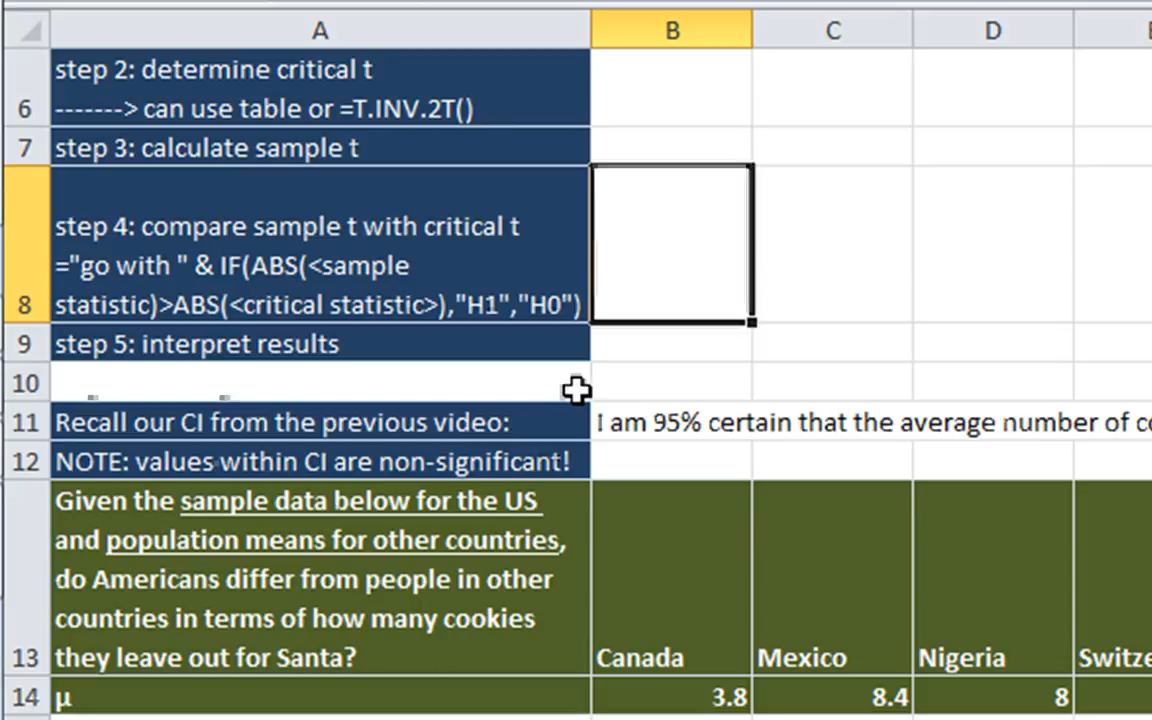 A B C D
step 2: determine critical t
6 -------> can use table or =T.INV.2T()
7 step 3: calculate sample t
step 4: compare sample t with critical t
="go with " & IF(ABS(<sample
8 statistic)>ABS(<critical statistic>),"H1","H0")
9 step 5: interpret results
10
11 Recall our CI from the previous video: I am 95% certain that the average number of
12 NOTE: values within CI are non-significant!
Given the sample data below for the US
and population means for other countries,
do Americans differ from people in other
countries in terms of how many cookies
13 they leave out for Santa? Canada Mexico Nigeria
14 μ 3.8 8.4 8